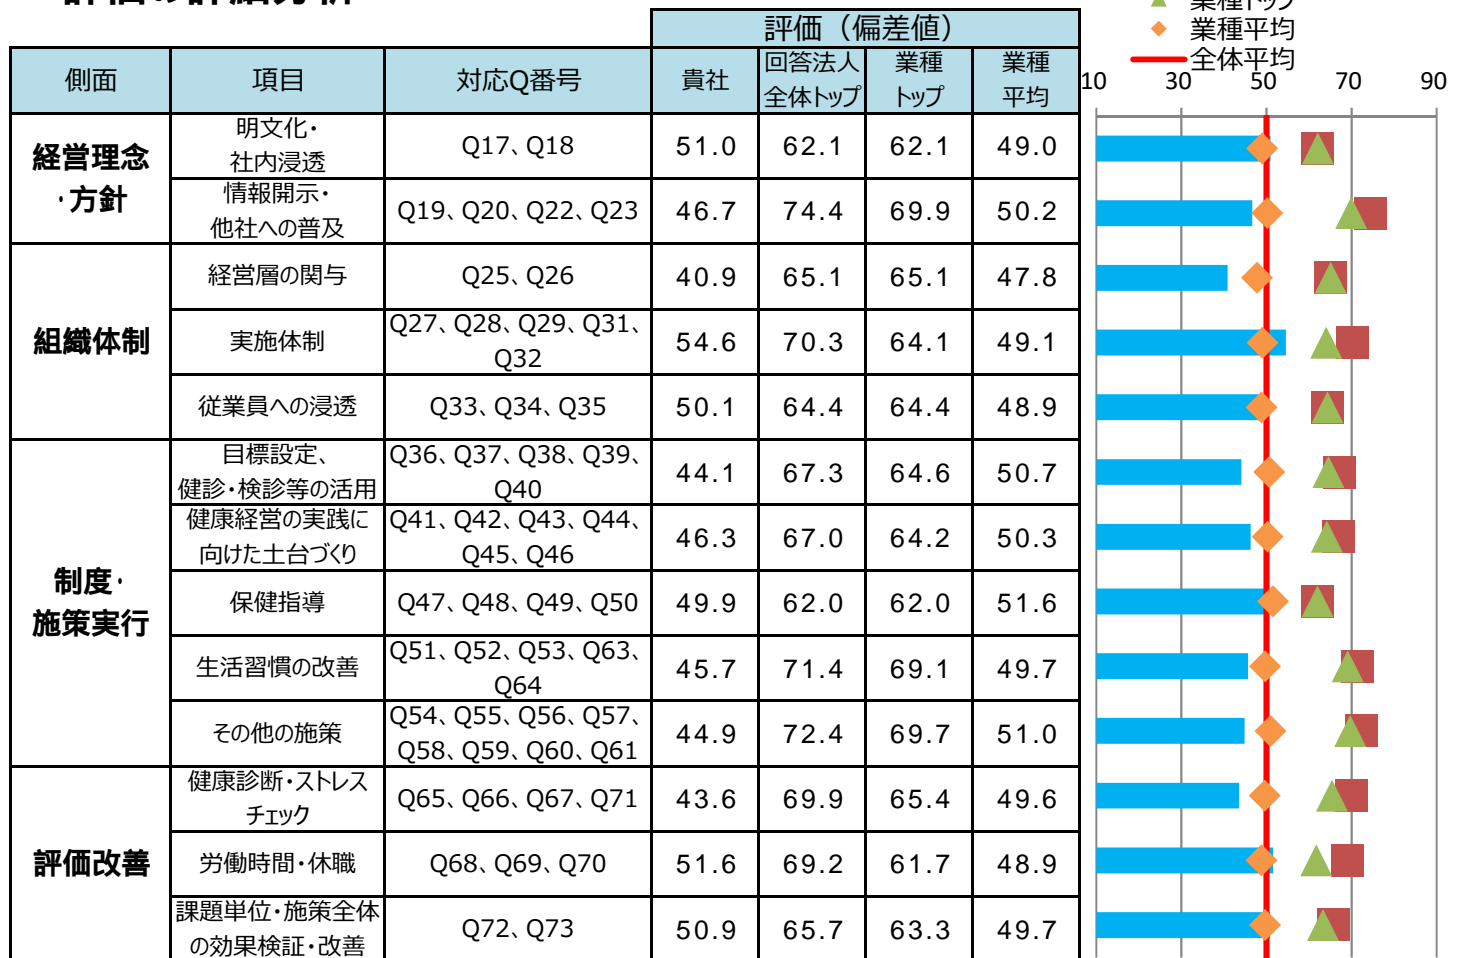 評価の詳細分析
業種トップ
業種平均
全体平均
評価（偏差値）
側面 項目 対応Q番号 貴社 回答法人 業種 業種
全体トップ トップ 平均
10 30 50 70 90
経営理念
・方針
明文化・
社内浸透
Q17、Q18 51.0 62.1 62.1 49.0
情報開示・
他社への普及
Q19、Q20、Q22、Q23 46.7 74.4 69.9 50.2
組織体制
経営層の関与 Q25、Q26 40.9 65.1 65.1 47.8
実施体制
Q27、Q28、Q29、Q31、
Q32
54.6 70.3 64.1 49.1
従業員への浸透 Q33、Q34、Q35 50.1 64.4 64.4 48.9
制度・
施策実行
目標設定、
健診・検診等の活用
Q36、Q37、Q38、Q39、
Q40
44.1 67.3 64.6 50.7
健康経営の実践に
向けた土台づくり
Q41、Q42、Q43、Q44、
Q45、Q46
46.3 67.0 64.2 50.3
保健指導 Q47、Q48、Q49、Q50 49.9 62.0 62.0 51.6
生活習慣の改善
Q51、Q52、Q53、Q63、
Q64
45.7 71.4 69.1 49.7
その他の施策
Q54、Q55、Q56、Q57、
Q58、Q59、Q60、Q61
44.9 72.4 69.7 51.0
評価改善
健康診断・ストレス
チェック
Q65、Q66、Q67、Q71 43.6 69.9 65.4 49.6
労働時間・休職 Q68、Q69、Q70 51.6 69.2 61.7 48.9
課題単位・施策全体
の効果検証・改善
Q72、Q73 50.9 65.7 63.3 49.7